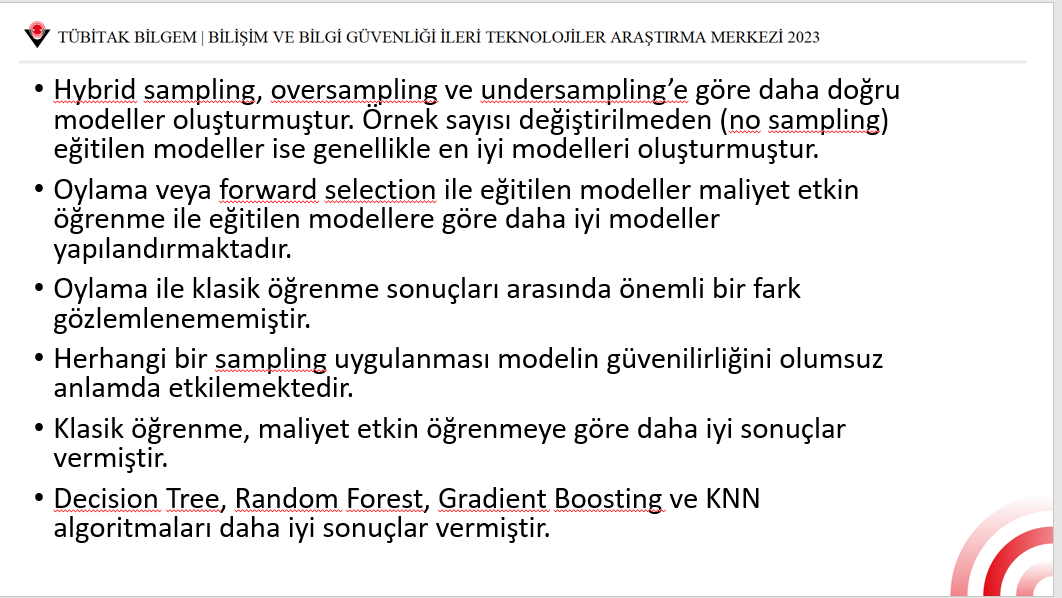 TÜBİTAK BİLGEM | BİLİŞİM VE BİLGİ GÜVENLİĞİ İLERİ TEKNOLOJİLER ARAŞTIRMA MERKEZİ 2023
• Hybrid sampling, oversampling ve undersampling’e göre daha doğru
modeller oluşturmuştur. Örnek sayısı değiştirilmeden (no sampling)
eğitilen modeller ise genellikle en iyi modelleri oluşturmuştur.
• Oylama veya forward selection ile eğitilen modeller maliyet etkin
öğrenme ile eğitilen modellere göre daha iyi modeller
yapılandırmaktadır.
• Oylama ile klasik öğrenme sonuçları arasında önemli bir fark
gözlemlenememiştir.
• Herhangi bir sampling uygulanması modelin güvenilirliğini olumsuz
anlamda etkilemektedir.
• Klasik öğrenme, maliyet etkin öğrenmeye göre daha iyi sonuçlar
vermiştir.
• Decision Tree, Random Forest, Gradient Boosting ve KNN
algoritmaları daha iyi sonuçlar vermiştir.